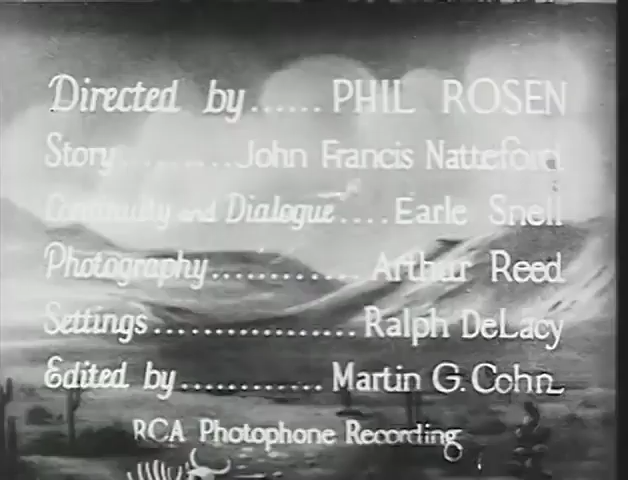 Directed by...... PHIL ROSEN
Story.......... John Francis Natteford
Continuity and Dialogue.... Earle Snell
Photography............ Arthur Reed
Settings................. Ralph DeLacy
Edited by............ Martin G. Cohn
RCA Photophone Recording